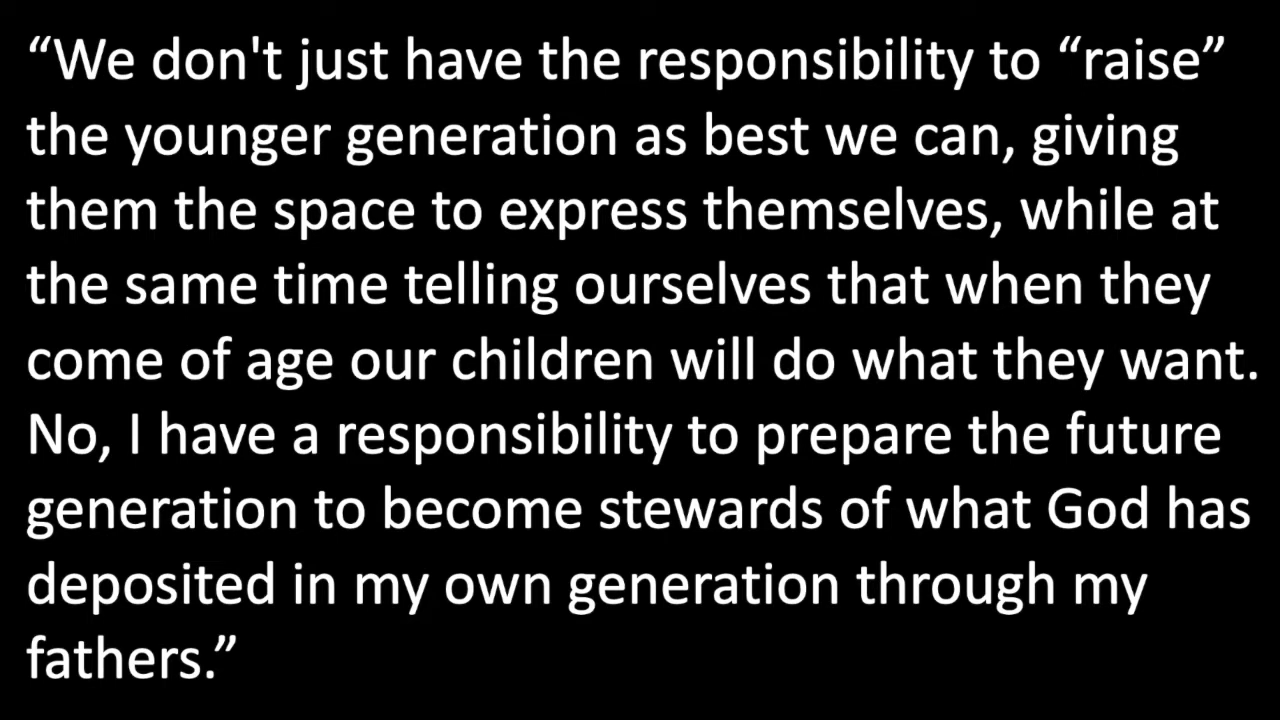 “We don't just have the responsibility to “raise”
the younger generation as best we can, giving
them the space to express themselves, while at
the same time telling ourselves that when they
come of age our children will do what they want.
No, I have a responsibility to prepare the future
generation to become stewards of what God has
deposited in my own generation through my
fathers.”